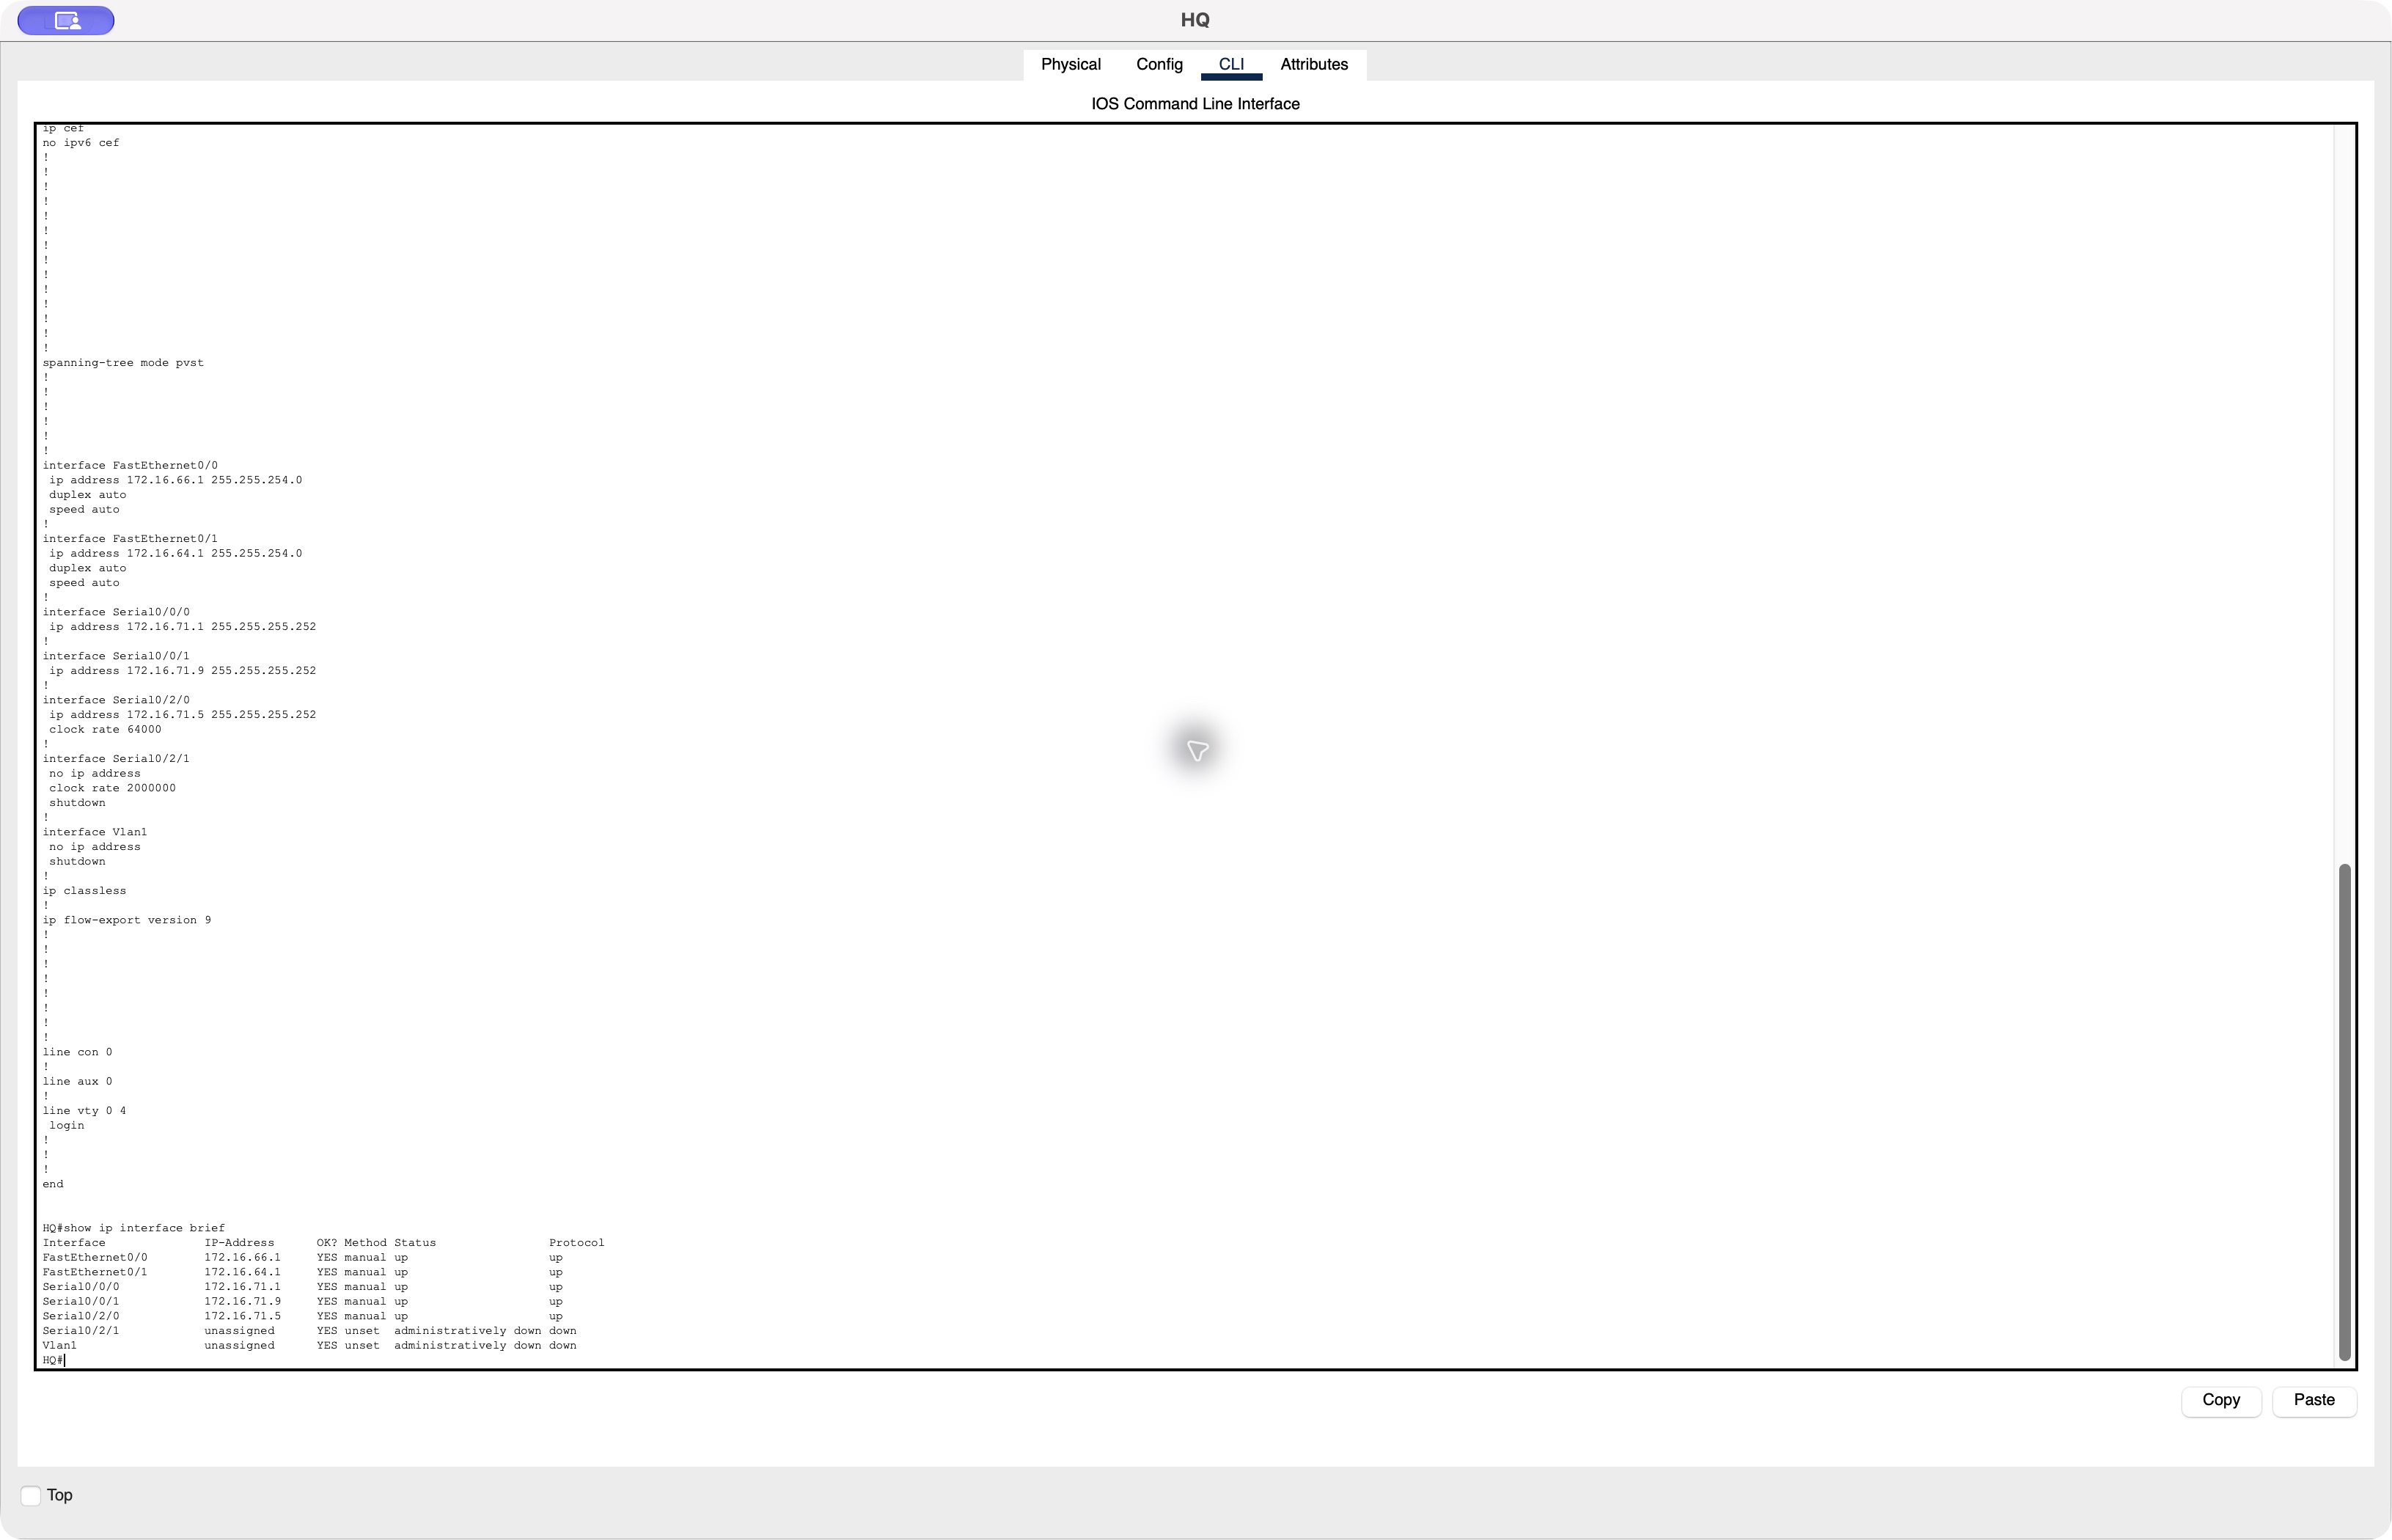 HQ
Physical Config CLI Attributes
IOS Command Line Interface
ip cef
no ipv6 cef
!
!
!
!
!
!
!
!
!
!
!
!
!
!
spanning-tree mode pvst
!
!
!
!
!
!
interface FastEthernet0/0
ip address 172.16.66.1 255.255.254.0
duplex auto
speed auto
!
interface FastEthernet0/1
ip address 172.16.64.1 255.255.254.0
duplex auto
speed auto
!
interface Serial0/0/0
ip address 172.16.71.1 255.255.255.252
!
interface Serial0/0/1
ip address 172.16.71.9 255.255.255.252
!
interface Serial0/2/0
ip address 172.16.71.5 255.255.255.252
clock rate 64000
!
interface Serial0/2/1
no ip address
clock rate 2000000
shutdown
!
interface Vlan1
no ip address
shutdown
!
ip classless
!
ip flow-export version 9
!
!
!
!
!
!
!
!
line con 0
!
line aux 0
!
line vty 0 4
login
!
!
!
end
HQ#show ip interface brief
Interface IP-Address OK? Method Status Protocol
FastEthernet0/0 172.16.66.1 YES manual up up
FastEthernet0/1 172.16.64.1 YES manual up up
Serial0/0/0 172.16.71.1 YES manual up up
Serial0/0/1 172.16.71.9 YES manual up up
Serial0/2/0 172.16.71.5 YES manual up up
Serial0/2/1 unassigned YES unset administratively down down
Vlan1 unassigned YES unset administratively down down
HQ#
Copy Paste
Top